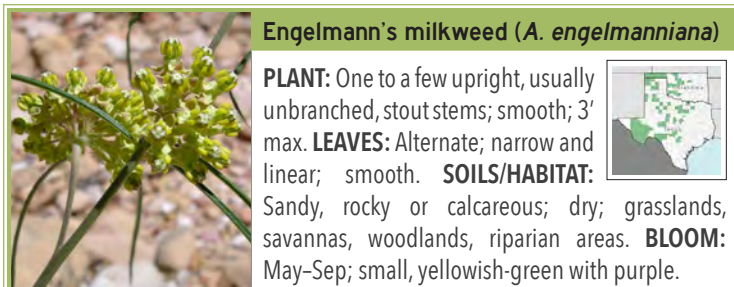 Engelmann's milkweed (A. engelmanniana)
PLANT: One to a few upright, usually
unbranched, stout stems; smooth; 3'
max. LEAVES: Alternate; narrow and
linear; smooth. SOILS/HABITAT:
Sandy, rocky or calcareous; dry; grasslands,
savannas, woodlands, riparian areas. BLOOM:
May–Sep; small, yellowish-green with purple.